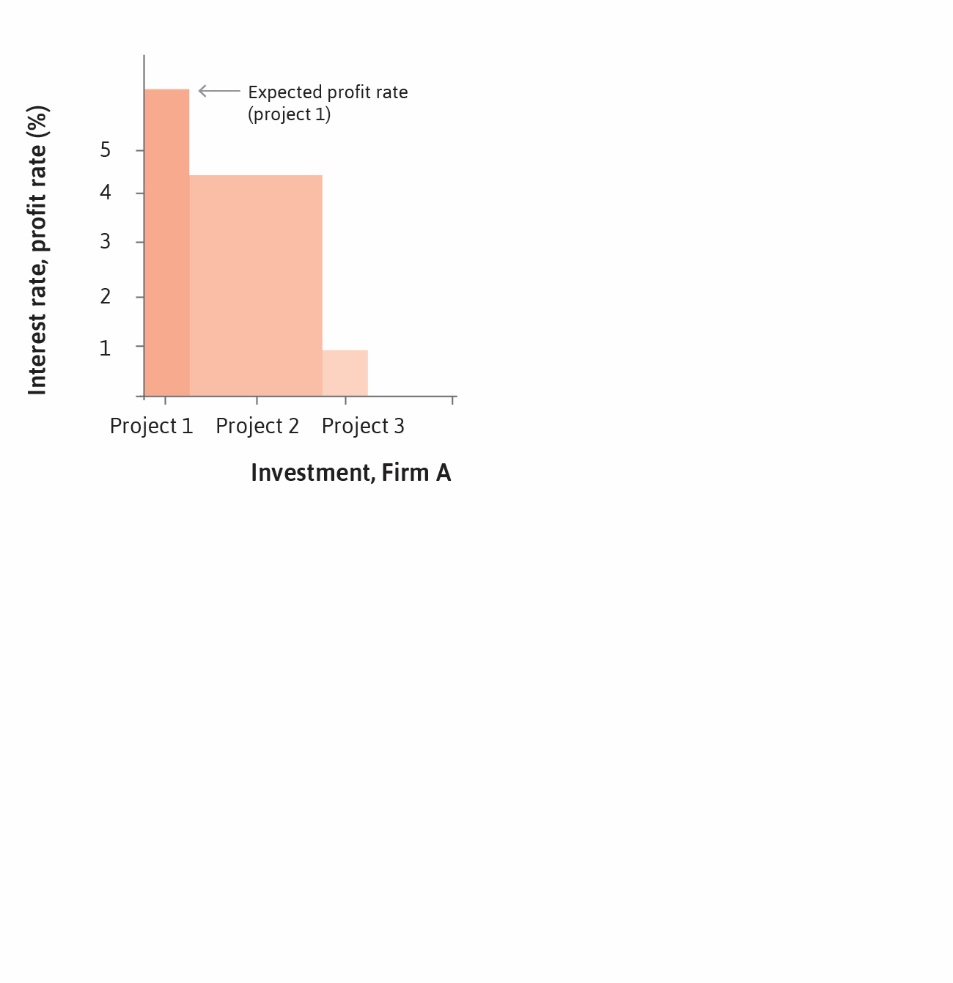 Expected profit rate
(project 1)
Interest rate, profit rate (%)
5
4
3
2
1
Project 1
Project 2
Project 3
Investment, Firm A